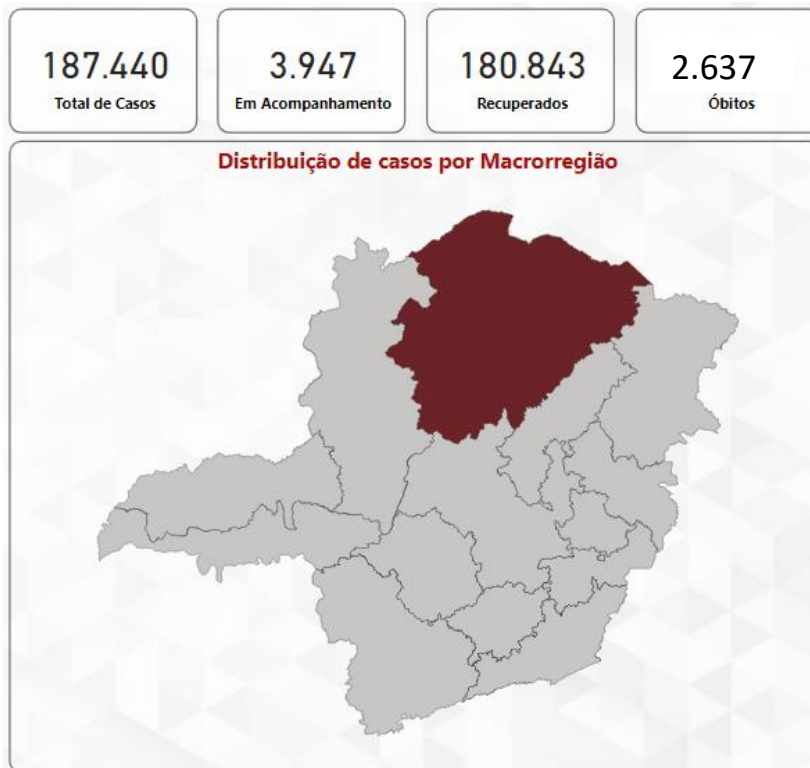 187.440
Total de Casos
3.947
Em Acompanhamento
180.843
Recuperados
2.637
Óbitos
Distribuição de casos por Macrorregião